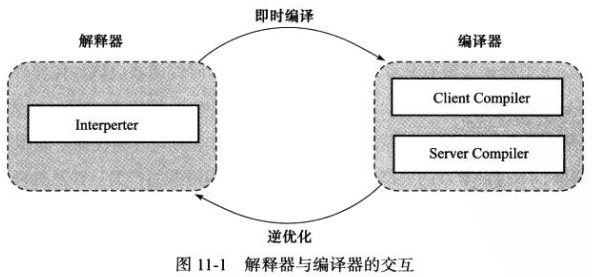 即时编译
解释器
编译器
Interperter
Client Compiler
Server Compiler
逆优化
图 11-1 解释器与编译器的交互